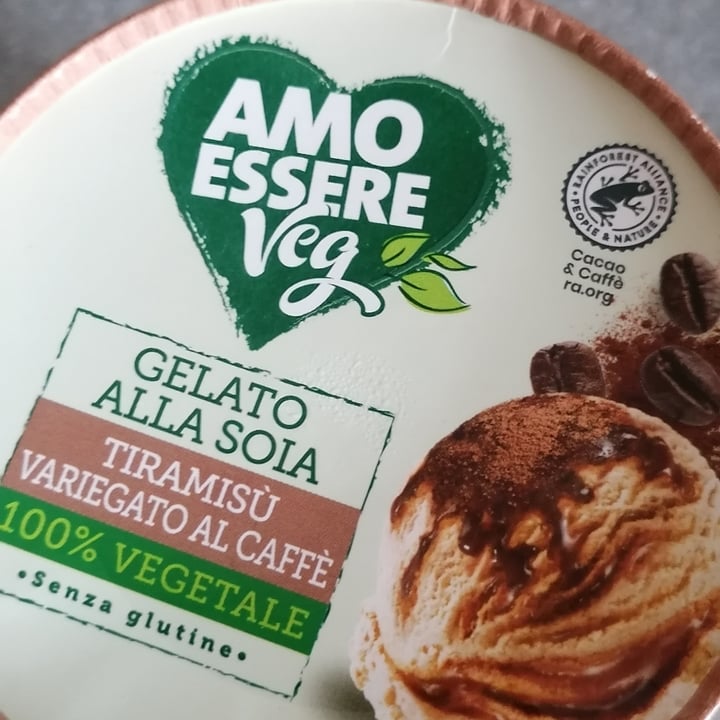 AMO
ESSERE
Veg
RAINFOREST ALLIANCE
PEOPLE & NATURE
Cacao
& Caffè
ra.org
GELATO
ALLA SOIA
TIRAMISÙ
VARIEGATO AL CAFFÈ
100% VEGETALE
•Senza glutine•